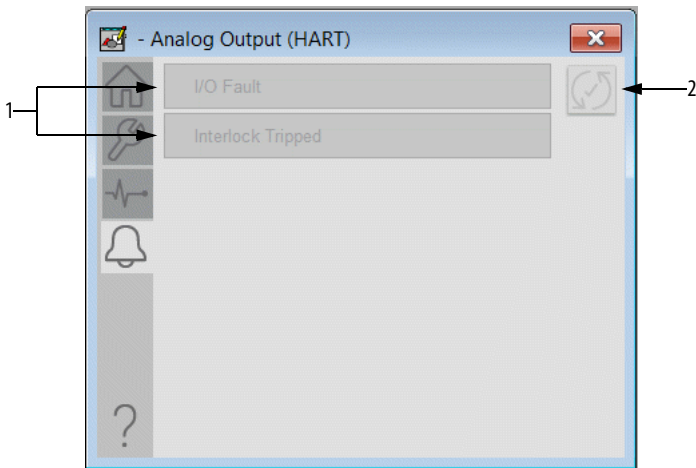 - Analog Output (HART)
1
I/O Fault
2
Interlock Tripped
?